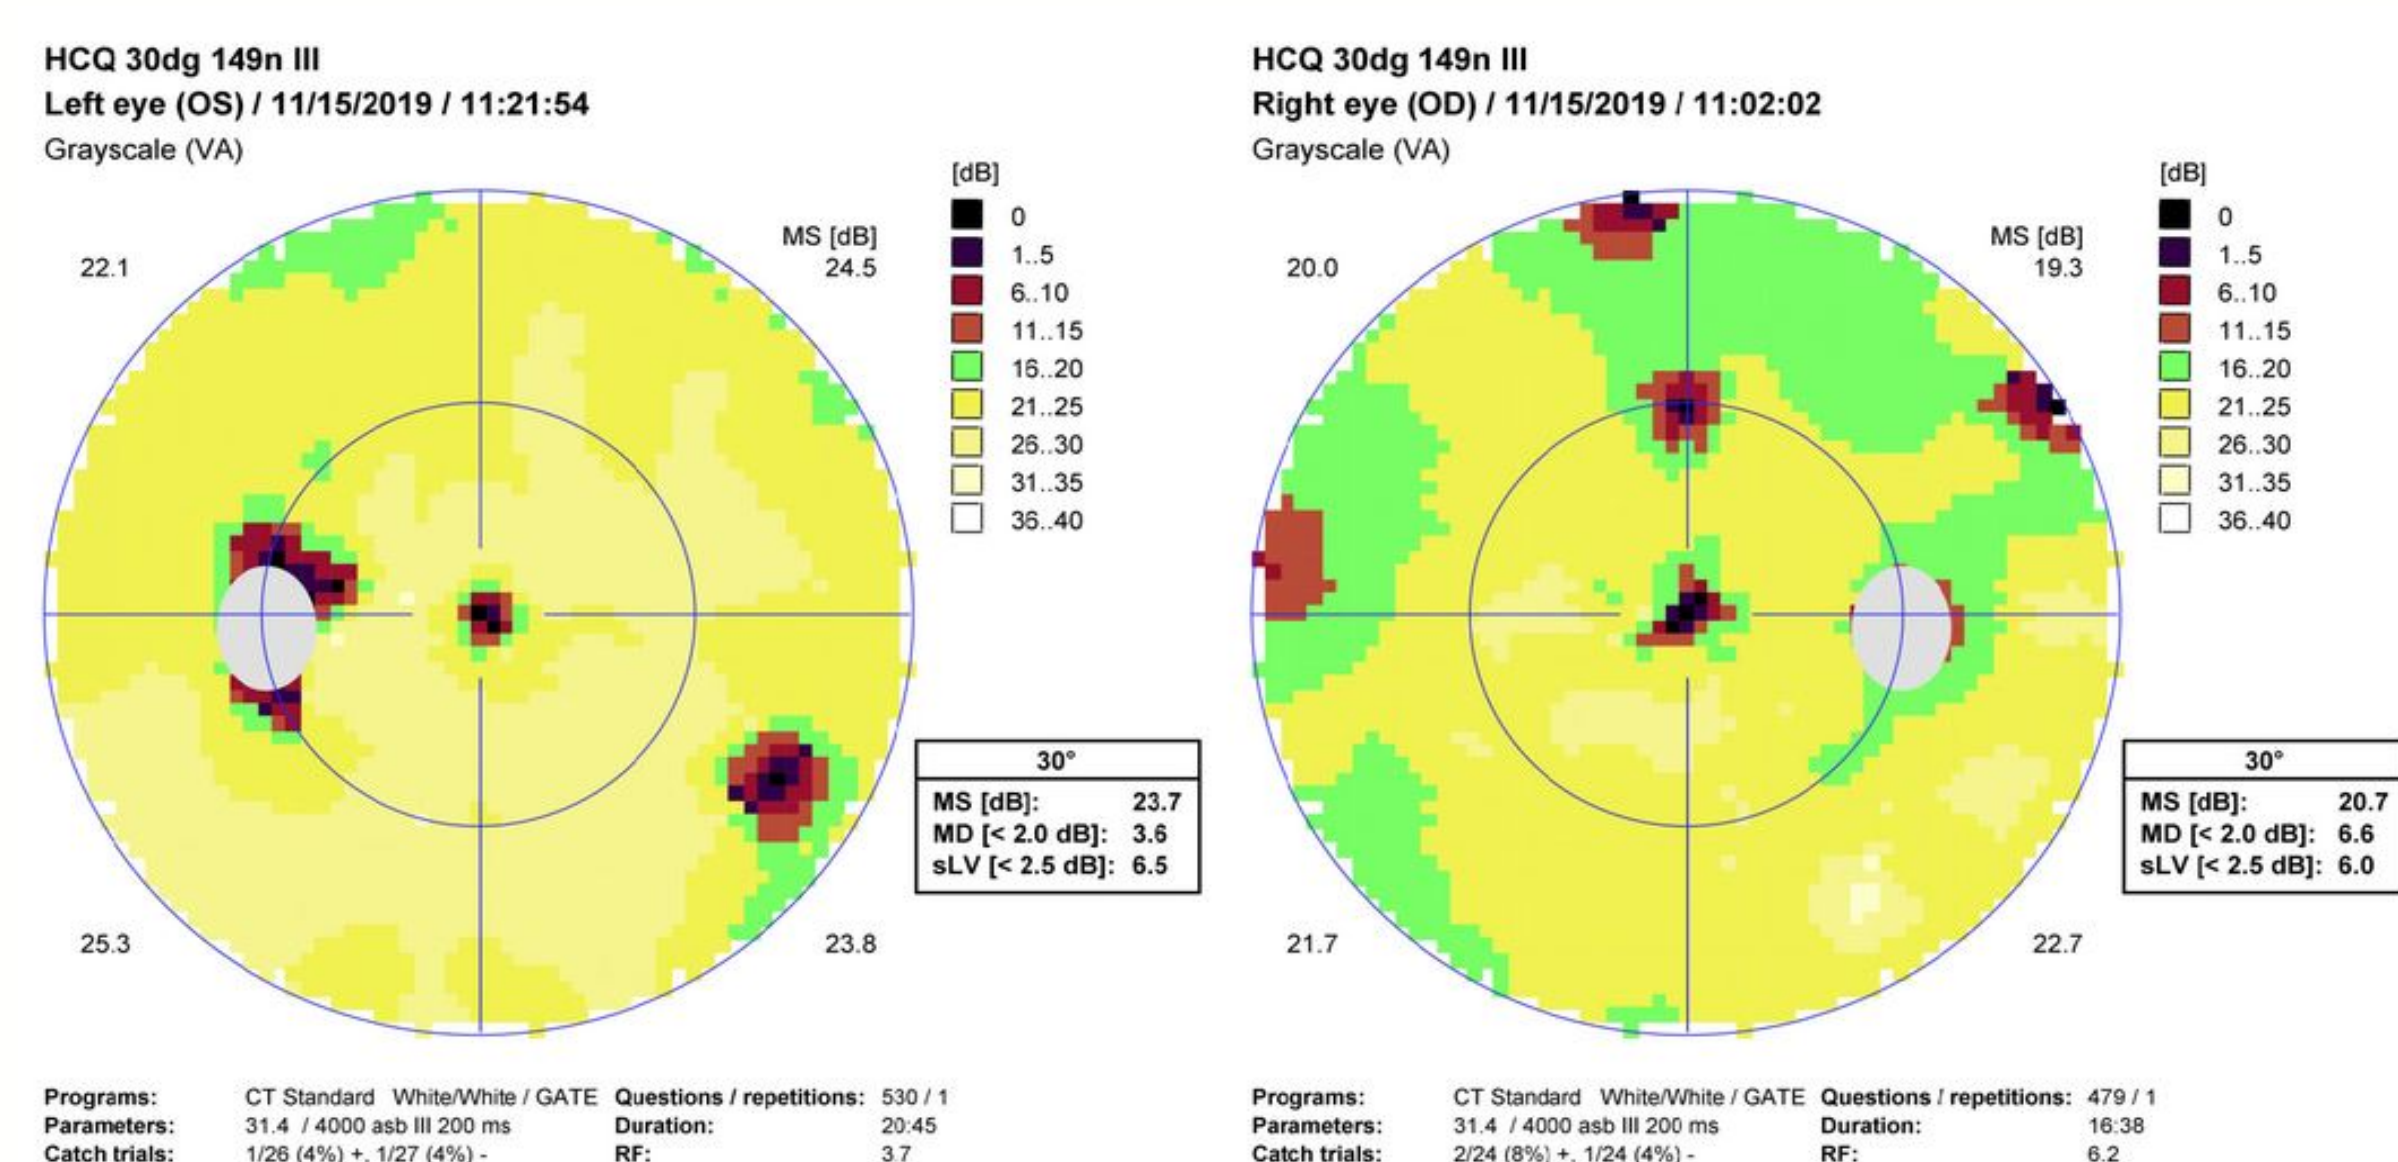 HCQ 30dg 149n III
Left eye (OS) / 11/15/2019 / 11:21:54
Grayscale (VA)
[dB]
0
1..5
6..10
11..15
16..20
21..25
26..30
31..35
36..40
MS [dB]
22.1
24.5
25.3
23.8
30°
MS [dB]: 23.7
MD [< 2.0 dB]: 3.6
sLV [< 2.5 dB]: 6.5
Programs: CT Standard White/White / GATE Questions / repetitions: 530 / 1
Parameters: 31.4 / 4000 asb III 200 ms Duration: 20:45
Catch trials: 1/26 (4%) +, 1/27 (4%) - RF: 3.7
HCQ 30dg 149n III
Right eye (OD) / 11/15/2019 / 11:02:02
Grayscale (VA)
[dB]
0
1..5
6..10
11..15
16..20
21..25
26..30
31..35
36..40
MS [dB]
20.0
19.3
21.7
22.7
30°
MS [dB]: 20.7
MD [< 2.0 dB]: 6.6
sLV [< 2.5 dB]: 6.0
Programs: CT Standard White/White / GATE Questions / repetitions: 479 / 1
Parameters: 31.4 / 4000 asb III 200 ms Duration: 16:38
Catch trials: 2/24 (8%) +, 1/24 (4%) - RF: 6.2